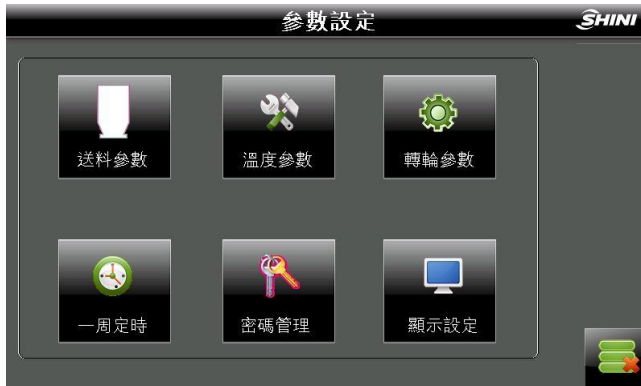 參數設定
SHINI
送料參數
溫度參數
轉輪參數
一周定時
密碼管理
顯示設定